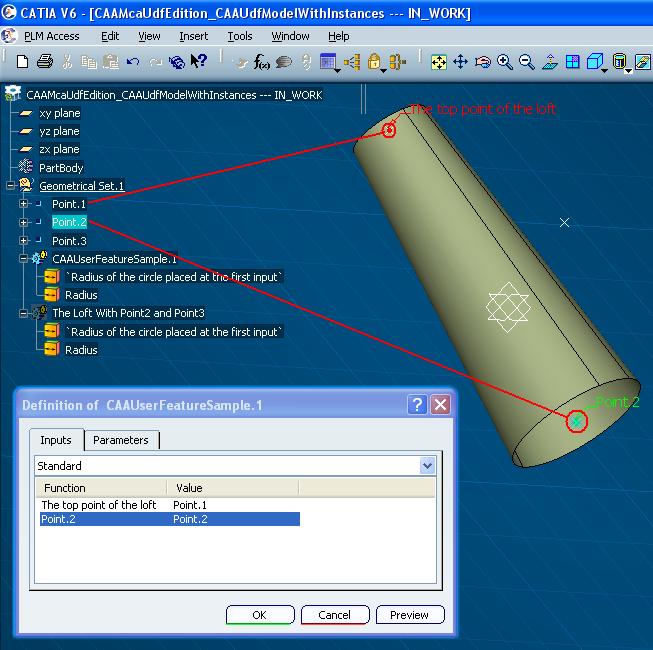 CATIA V6 - [CAAMcaUdfEdition_CAAUdfModelWithInstances --- IN_WORK]
PLM Access Edit View Insert Tools Window Help
f(x)
CAAMcaUdfEdition_CAAUdfModelWithInstances --- IN_WORK
The top point of the loft
xy plane
yz plane
zx plane
PartBody
Geometrical Set.1
Point.1
Point.2
Point.3
CAAUserFeatureSample.1
`Radius of the circle placed at the first input`
Radius
The Loft With Point2 and Point3
`Radius of the circle placed at the first input`
Radius
Point.2
Definition of CAAUserFeatureSample.1
Inputs Parameters
Standard
Function Value
The top point of the loft Point.1
Point.2 Point.2
OK Cancel Preview